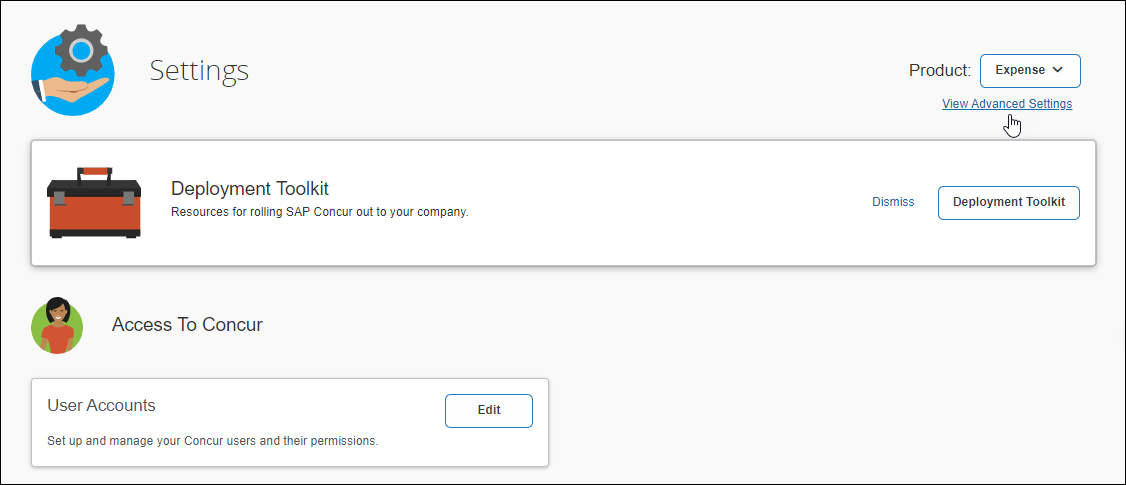 Settings
Product: Expense
View Advanced Settings
Deployment Toolkit
Resources for rolling SAP Concur out to your company.
Dismiss
Deployment Toolkit
Access To Concur
User Accounts
Edit
Set up and manage your Concur users and their permissions.